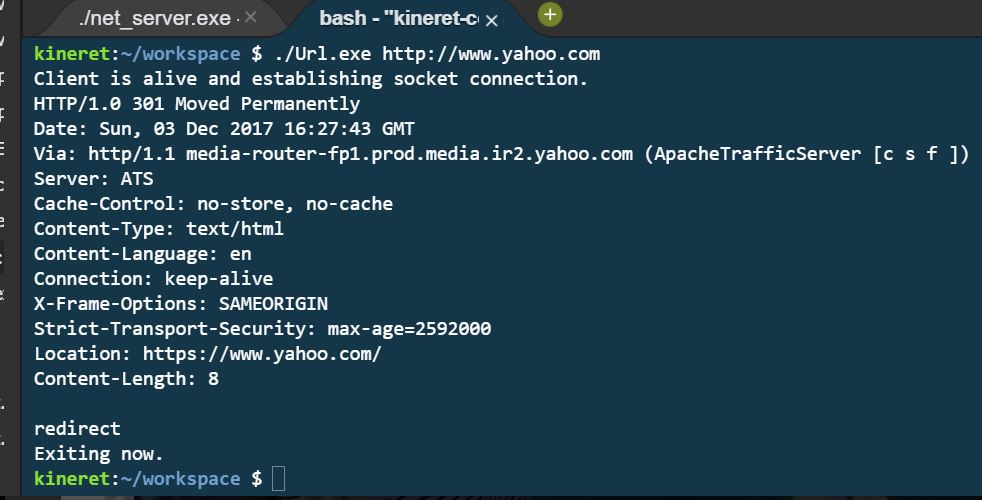 ./net_server.exe -
bash - "kineret-c
kineret:~/workspace $ ./Url.exe http://www.yahoo.com
Client is alive and establishing socket connection.
HTTP/1.0 301 Moved Permanently
Date: Sun, 03 Dec 2017 16:27:43 GMT
Via: http/1.1 media-router-fp1.prod.media.ir2.yahoo.com (ApacheTrafficServer [c s f ])
Server: ATS
Cache-Control: no-store, no-cache
Content-Type: text/html
Content-Language: en
Connection: keep-alive
X-Frame-Options: SAMEORIGIN
Strict-Transport-Security: max-age=2592000
Location: https://www.yahoo.com/
Content-Length: 8
redirect
Exiting now.
kineret:~/workspace $